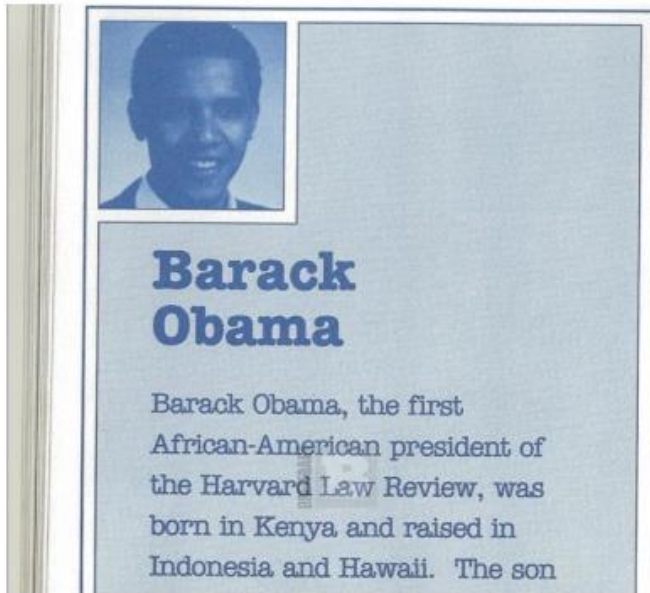 Barack
Obama
Barack Obama, the first
African-American president of
the Harvard Law Review, was
born in Kenya and raised in
Indonesia and Hawaii. The son